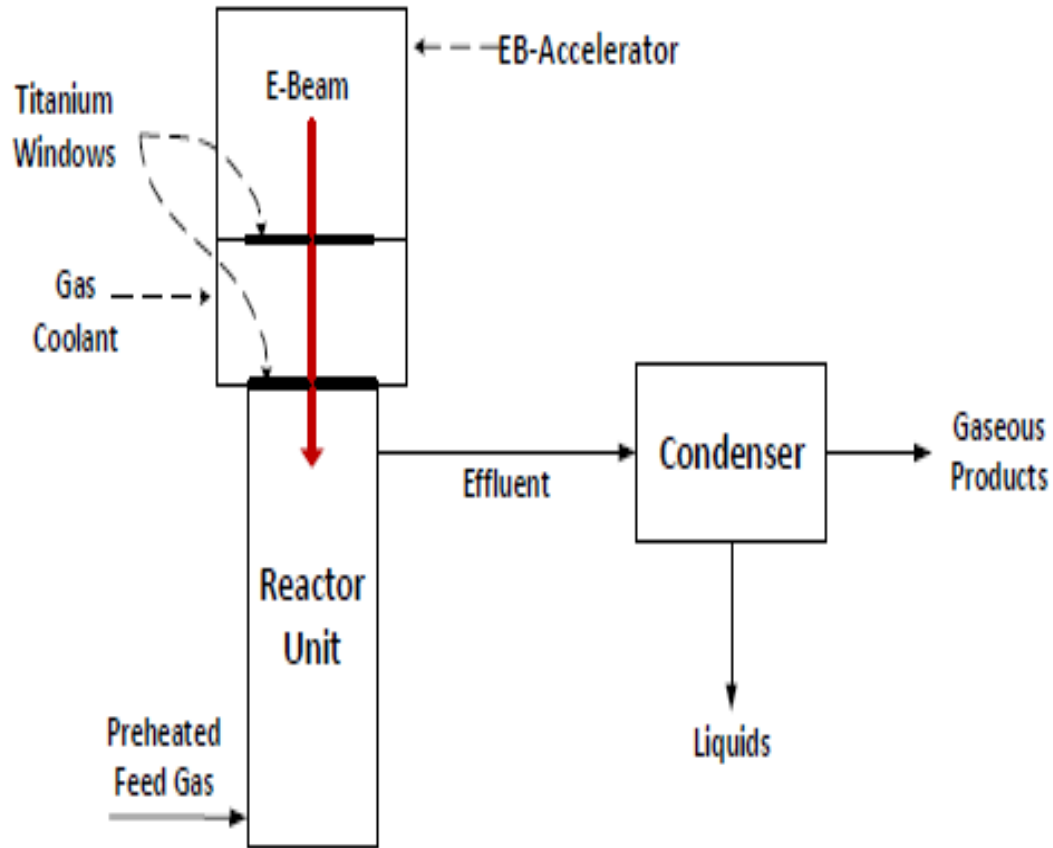 EB-Accelerator
E-Beam
Titanium
Windows
Gas
Coolant
Effluent
Condenser
Gaseous
Products
Reactor
Unit
Preheated
Feed Gas
Liquids